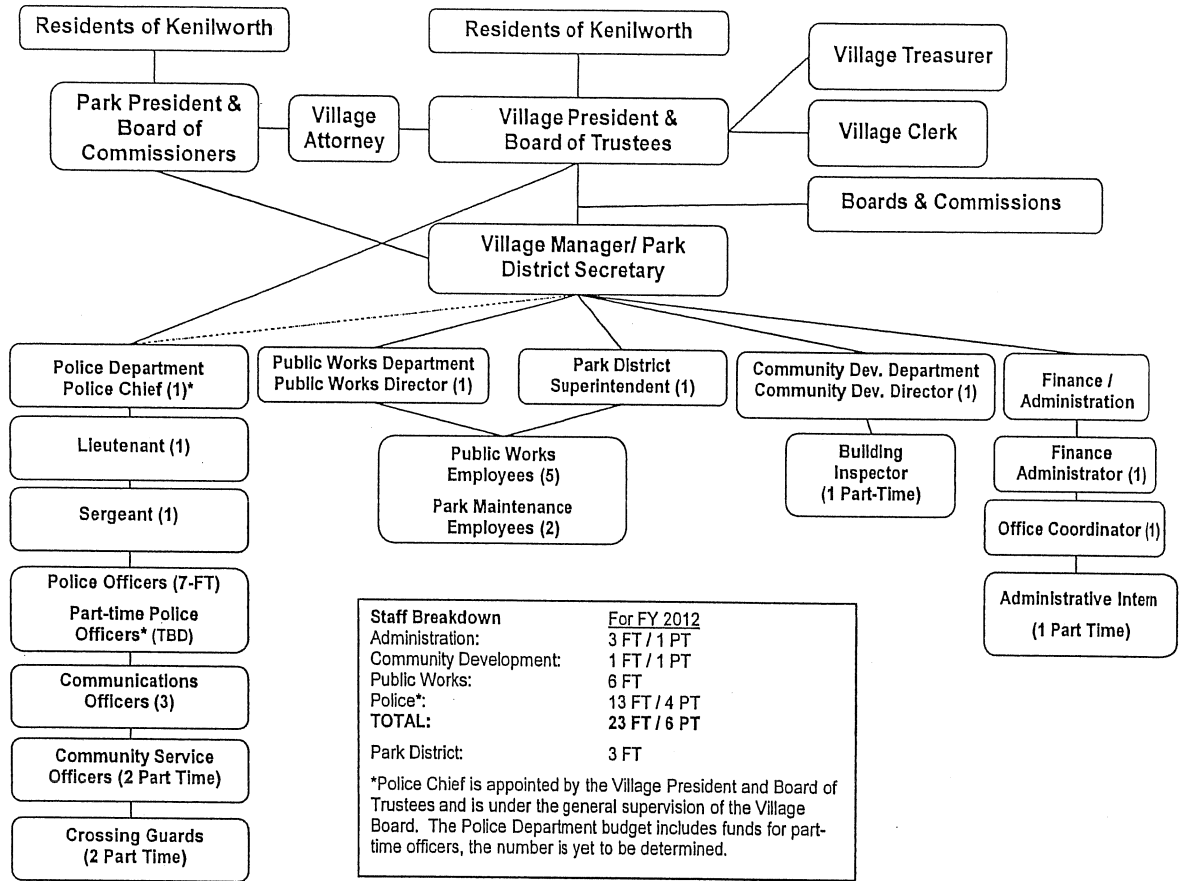 Residents of Kenilworth
Residents of Kenilworth
Village Treasurer
Park President &
Board of
Commissioners
Village
Attorney
Village President &
Board of Trustees
Village Clerk
Boards & Commissions
Village Manager/ Park
District Secretary
Police Department
Police Chief (1)*
Public Works Department
Public Works Director (1)
Park District
Superintendent (1)
Community Dev. Department
Community Dev. Director (1)
Finance /
Administration
Lieutenant (1)
Public Works
Employees (5)
Park Maintenance
Employees (2)
Building
Inspector
(1 Part-Time)
Finance
Administrator (1)
Sergeant (1)
Office Coordinator (1)
Police Officers (7-FT)
Part-time Police
Officers* (TBD)
Administrative Intern
(1 Part Time)
Communications
Officers (3)
Community Service
Officers (2 Part Time)
Crossing Guards
(2 Part Time)
Staff Breakdown For FY 2012
Administration: 3 FT / 1 PT
Community Development: 1 FT / 1 PT
Public Works: 6 FT
Police*: 13 FT / 4 PT
TOTAL: 23 FT / 6 PT
Park District: 3 FT
*Police Chief is appointed by the Village President and Board of
Trustees and is under the general supervision of the Village
Board. The Police Department budget includes funds for part-
time officers, the number is yet to be determined.